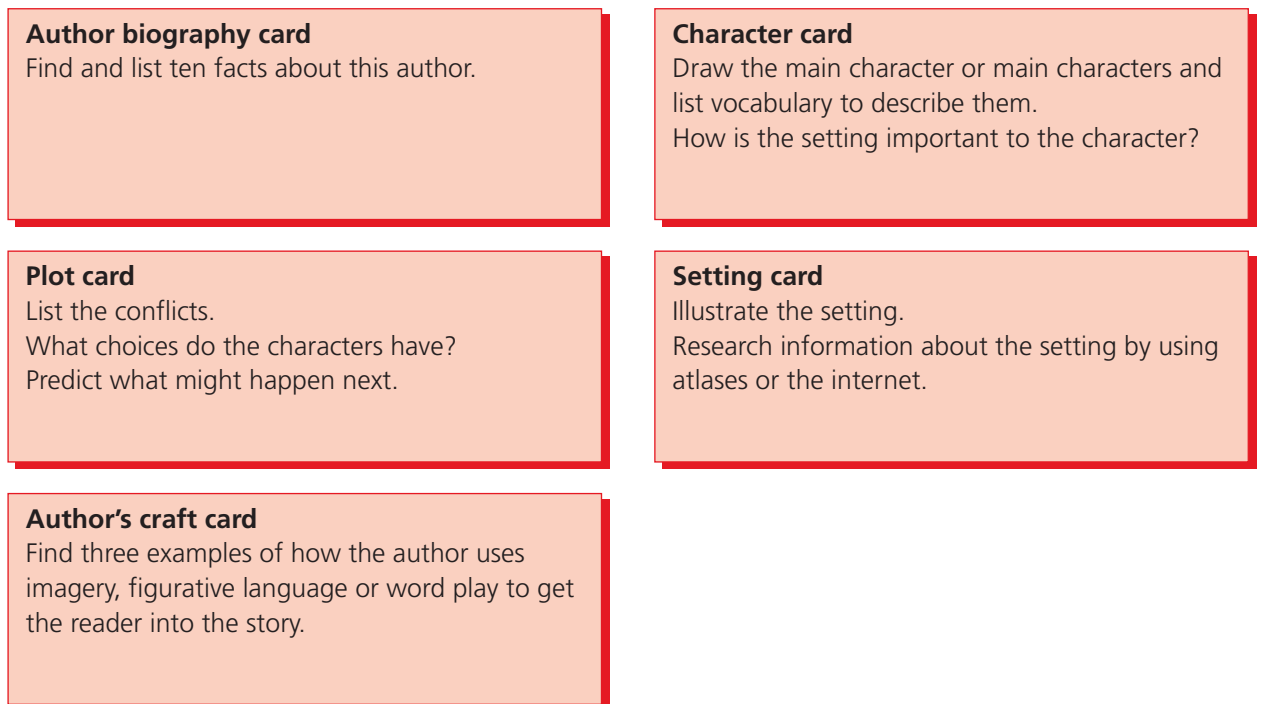 Author biography card
Find and list ten facts about this author.
Character card
Draw the main character or main characters and
list vocabulary to describe them.
How is the setting important to the character?
Plot card
List the conflicts.
What choices do the characters have?
Predict what might happen next.
Setting card
Illustrate the setting.
Research information about the setting by using
atlases or the internet.
Author’s craft card
Find three examples of how the author uses
imagery, figurative language or word play to get
the reader into the story.